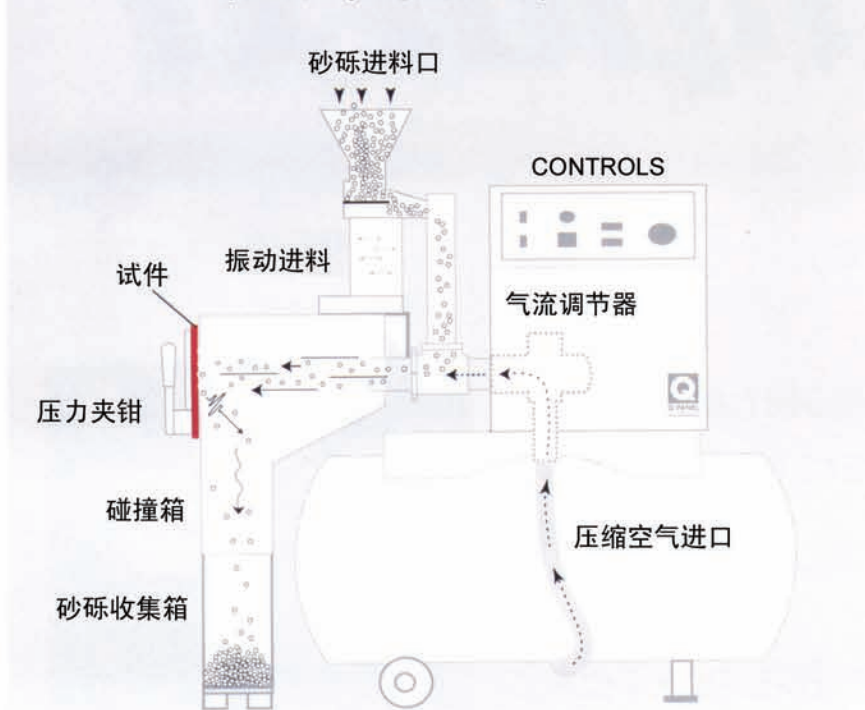 砂砾进料口
CONTROLS
振动进料
试件
气流调节器
Q
Q-PANEL
压力夹钳
碰撞箱
压缩空气进口
砂砾收集箱